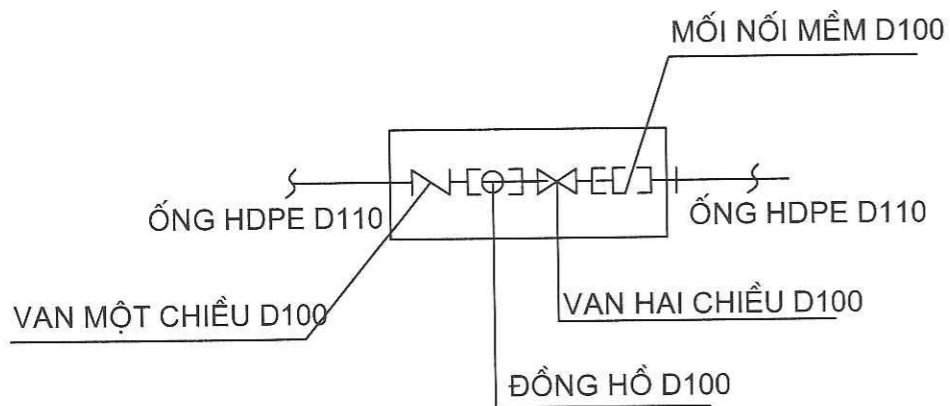 MỐI NỐI MỀM D100
ỐNG HDPE D110
ỐNG HDPE D110
VAN MỘT CHIỀU D100
VAN HAI CHIỀU D100
ĐỒNG HỒ D100